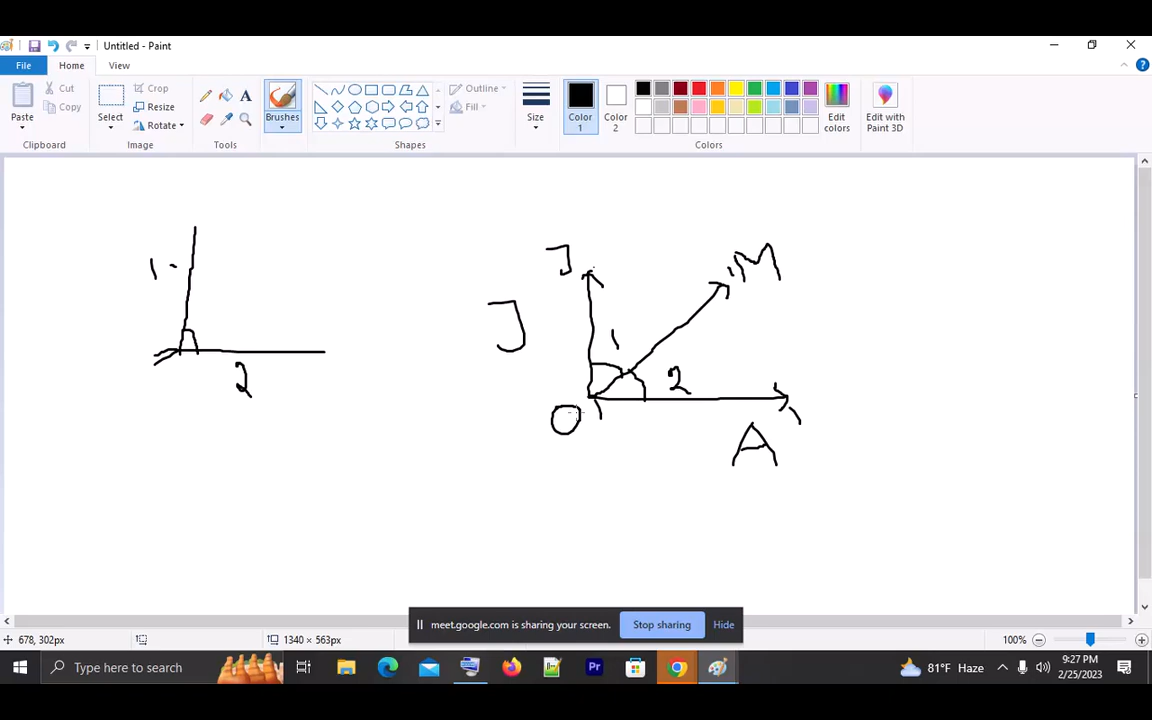 Untitled - Paint
File
Home
View
Cut
Copy
Paste
Clipboard
Crop
Resize
Rotate
Select
Image
A
Tools
Brushes
Outline
Fill
Shapes
Size
Color 1
Color 2
Edit colors
Edit with Paint 3D
Colors
1
2
J
M
J
1
2
O
A
meet.google.com is sharing your screen.
Stop sharing
Hide
678, 302px
1340 × 563px
100%
Type here to search
Pr
81°F Haze
9:27 PM
2/25/2023